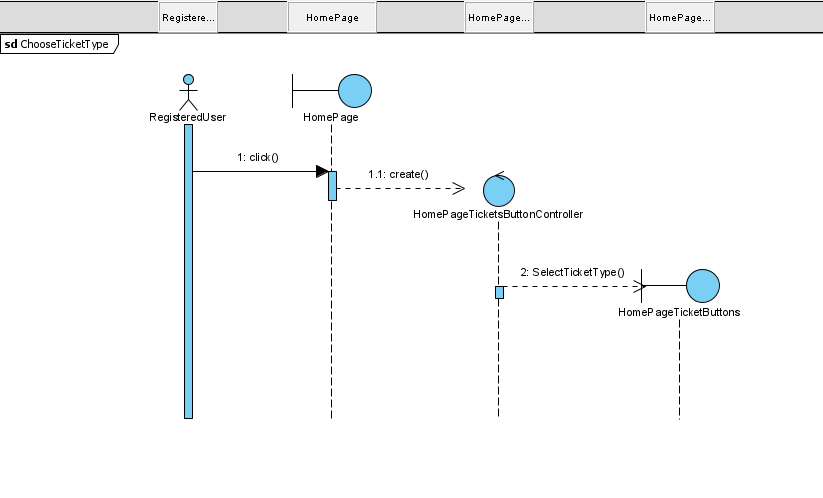 Registere...
HomePage
HomePage...
HomePage...
sd ChooseTicketType
RegisteredUser
HomePage
1: click()
1.1: create()
HomePageTicketsButtonController
2: SelectTicketType()
HomePageTicketButtons